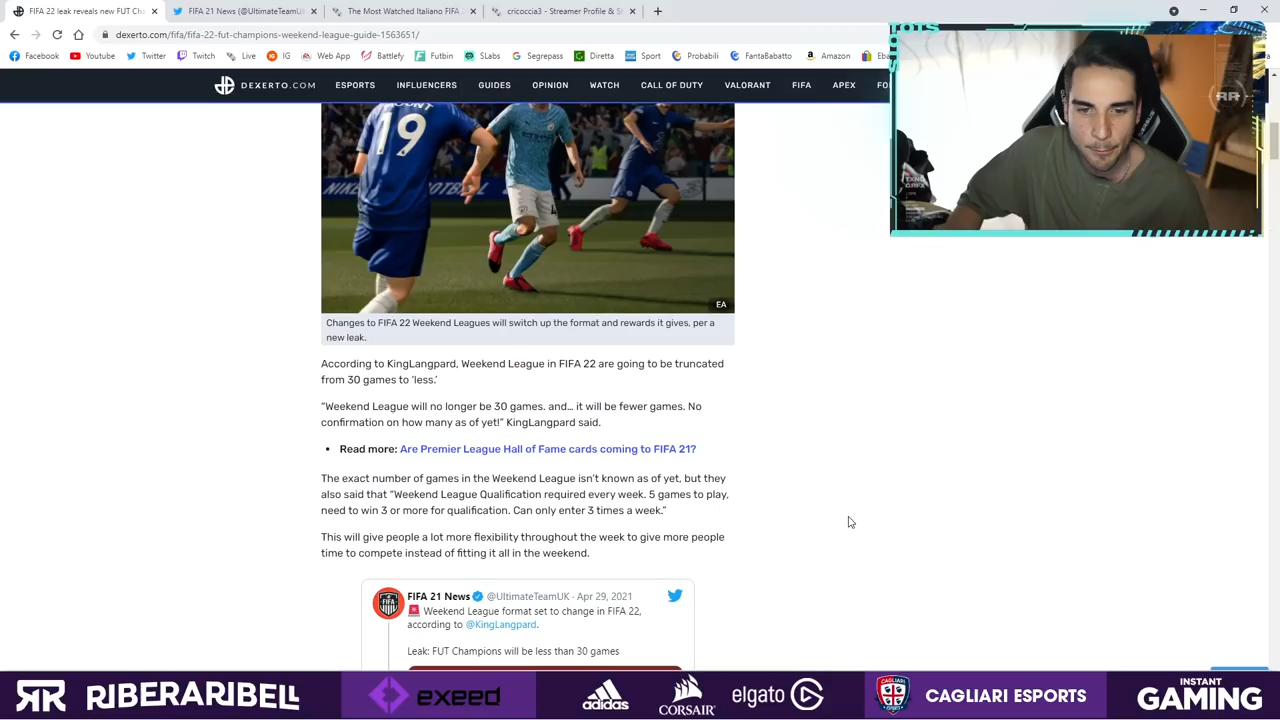 FIFA 22 leak reveals new FUT Ch
FIFA 21 News (@UltimateTeamU
The Most Watched Italiano FIFA
cricoccia3 - Streamer Profile & S
dexerto.com/fifa/fifa-22-fut-champions-weekend-league-guide-1563651/
Facebook Youtube Twitter Twitch Live IG Web App Battlefy Futbin SLabs Segrepass Diretta Sport Probabili FantaBabetto Amazon
DEXERTO.COM ESPORTS INFLUENCERS GUIDES OPINION WATCH CALL OF DUTY VALORANT FIFA APEX FO
TOTS
RR
MOUNT
19
EA
Changes to FIFA 22 Weekend Leagues will switch up the format and rewards it gives, per a
new leak.
According to KingLangpard, Weekend League in FIFA 22 are going to be truncated
from 30 games to ‘less.’
“Weekend League will no longer be 30 games. and… it will be fewer games. No
confirmation on how many as of yet!” KingLangpard said.
• Read more: Are Premier League Hall of Fame cards coming to FIFA 21?
The exact number of games in the Weekend League isn’t known as of yet, but they
also said that “Weekend League Qualification required every week. 5 games to play,
need to win 3 or more for qualification. Can only enter 3 times a week.”
This will give people a lot more flexibility throughout the week to give more people
time to compete instead of fitting it all in the weekend.
FIFA 21 News @UltimateTeamUK · Apr 29, 2021
Weekend League format set to change in FIFA 22,
according to @KingLangpard.
Leak: FUT Champions will be less than 30 games
RR RIBERARIBELL exeed adidas CORSAIR elgato CAGLIARI ESPORTS INSTANT
GAMING